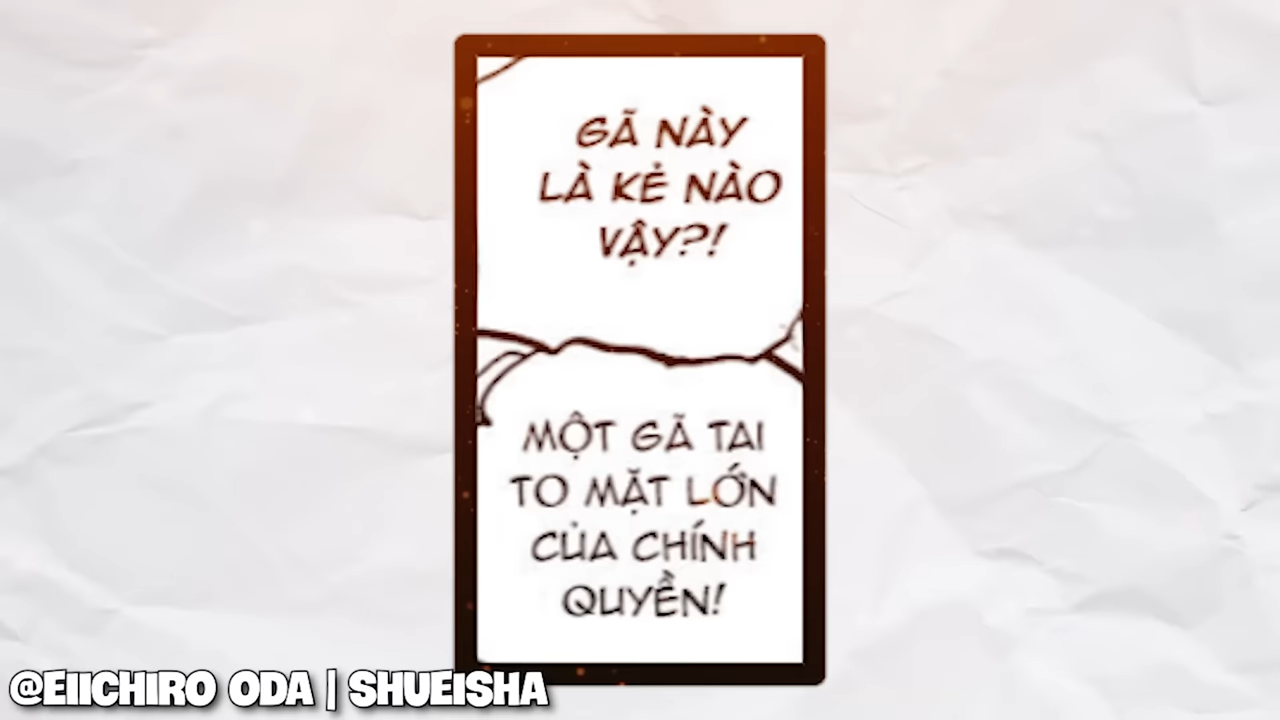 GÃ NÀY
LÀ KẺ NÀO
VẬY?!
MỘT GÃ TAI
TO MẶT LỚN
CỦA CHÍNH
QUYỀN!
@EIICHIRO ODA | SHUEISHA